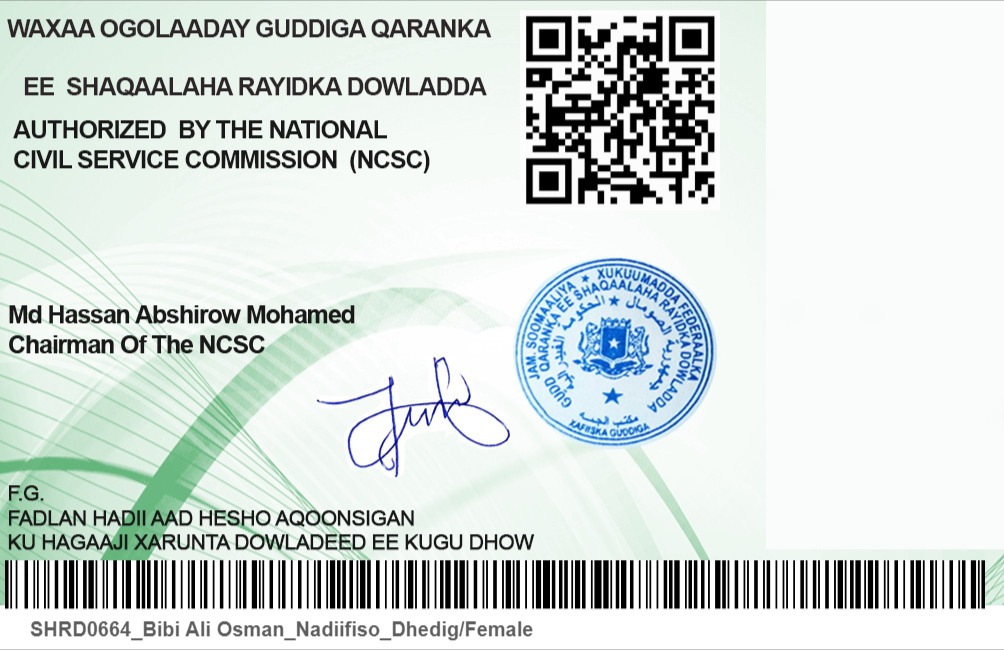 WAXAA OGOLAADAY GUDDIGA QARANKA
EE SHAQAALAHA RAYIDKA DOWLADDA
AUTHORIZED BY THE NATIONAL
CIVIL SERVICE COMMISSION (NCSC)
Md Hassan Abshirow Mohamed
Chairman Of The NCSC
JAM. SOOMAALIYA ★ XUKUUMADDA FEDERAALKA
GUDD QARANKA EE SHAQAALAHA RAYIDKA DOWLADDA
مكتب
XAFIISKA GUDDIGA
F.G.
FADLAN HADII AAD HESHO AQOONSIGAN
KU HAGAAJI XARUNTA DOWLADEED EE KUGU DHOW
SHRD0664_Bibi Ali Osman_Nadiifiso_Dhedig/Female